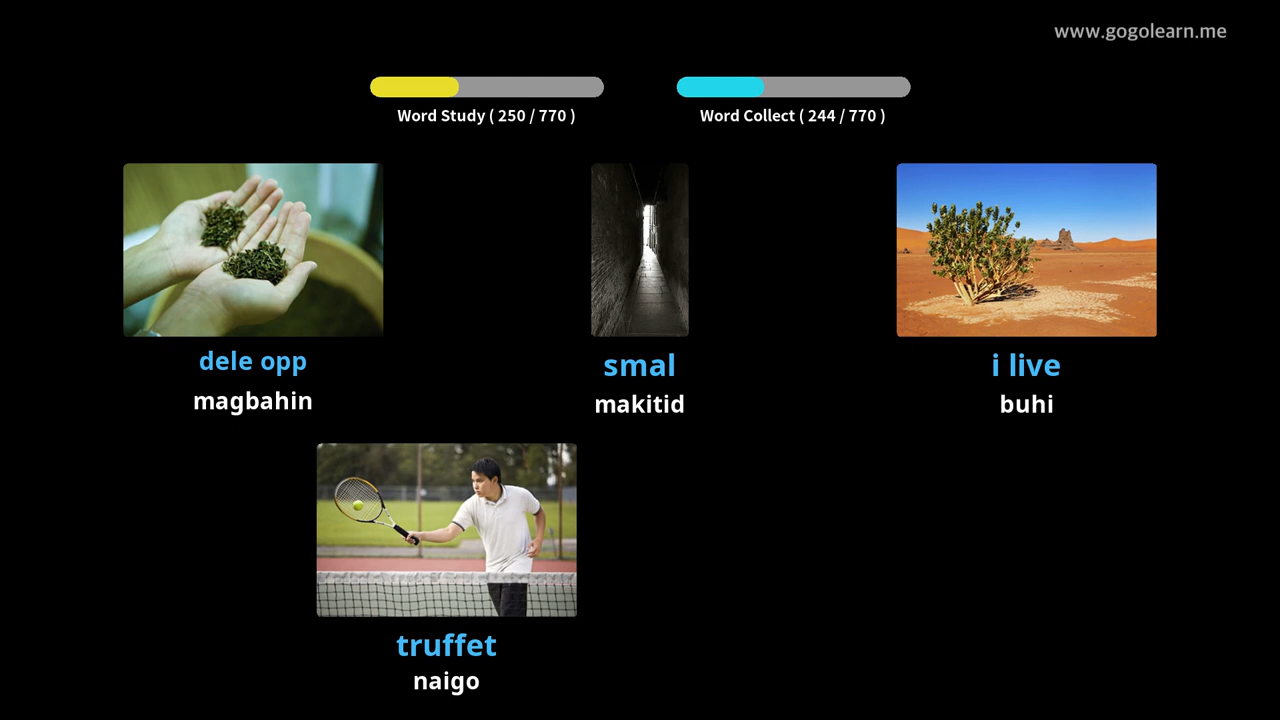 www.gogolearn.me
Word Study ( 250 / 770 )
Word Collect ( 244 / 770 )
dele opp
magbahin
smal
makitid
i live
buhi
truffet
naigo